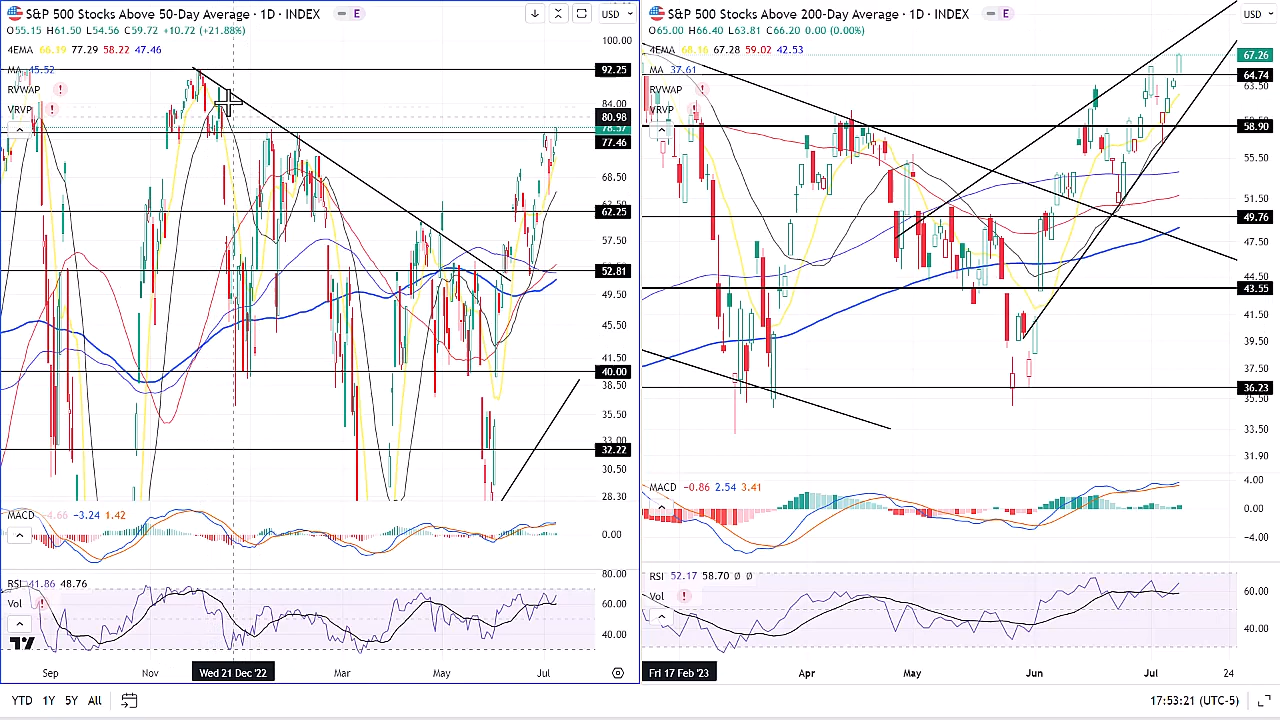 S&P 500 Stocks Above 50-Day Average · 1D · INDEX
E
USD
O55.15 H61.50 L54.56 C59.72 +10.72 (+21.88%)
4EMA 66.19 77.29 58.22 47.46
MA 45.52
RVWAP !
VRVP !
100.00
92.25
84.00
80.98
78.57
77.46
68.50
62.25
57.50
52.81
49.50
45.50
41.50
40.00
38.50
35.50
33.00
32.22
30.50
28.30
MACD −4.66 −3.24 1.42
0.00
RSI 41.86 48.76
Vol !
80.00
60.00
40.00
Sep
Nov
Wed 21 Dec '22
Mar
May
Jul
S&P 500 Stocks Above 200-Day Average · 1D · INDEX
E
USD
O65.00 H66.40 L63.81 C66.20 0.00 (0.00%)
4EMA 68.16 67.28 59.02 42.53
MA 37.61
RVWAP !
VRVP !
67.26
64.74
63.50
58.90
55.50
51.50
49.76
47.50
44.50
43.55
41.50
39.50
37.50
36.23
35.50
33.50
31.90
MACD −0.86 2.54 3.41
4.00
0.00
−4.00
RSI 52.17 58.70 Ø Ø
Vol !
60.00
40.00
Fri 17 Feb '23
Apr
May
Jun
Jul
24
YTD 1Y 5Y All
17:53:21 (UTC-5)